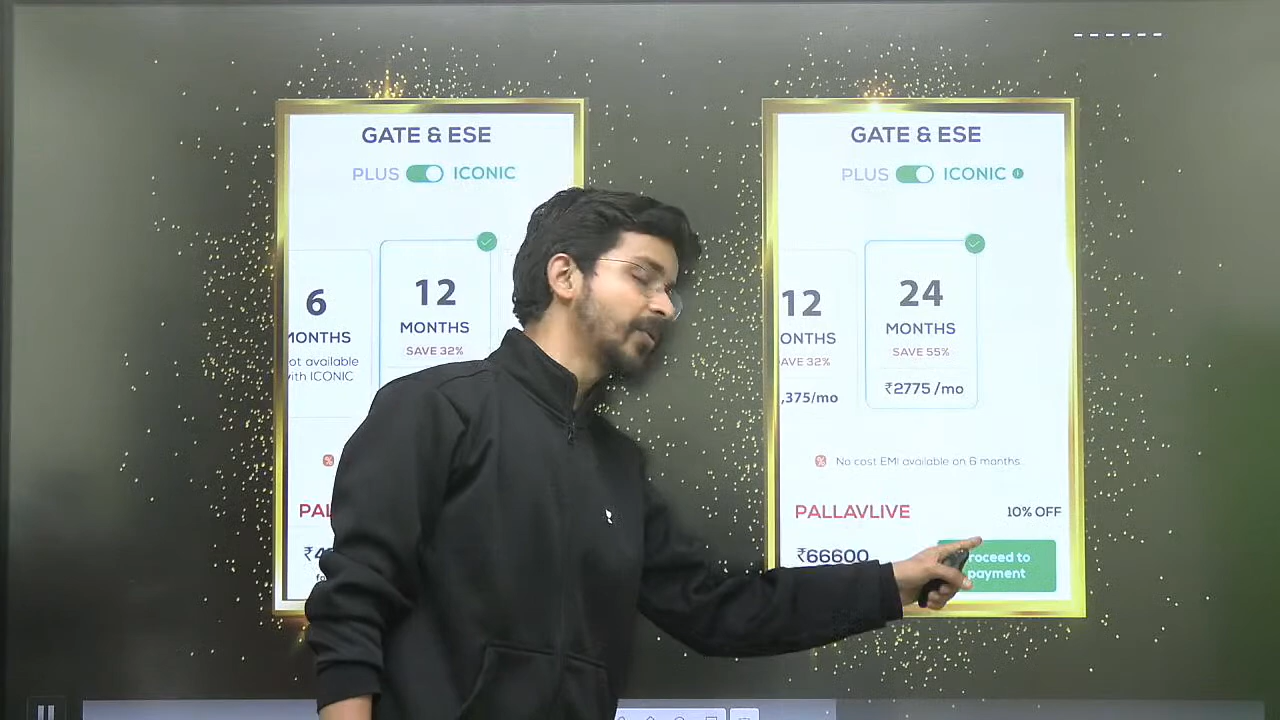 GATE & ESE
PLUS ICONIC
6
MONTHS
ot available
with ICONIC
12
MONTHS
SAVE 32%
PAL
₹4
GATE & ESE
PLUS ICONIC
12
ONTHS
AVE 32%
,375/mo
24
MONTHS
SAVE 55%
₹2775 /mo
No cost EMI available on 6 months
PALLAVLIVE
10% OFF
₹66600
roceed to
payment